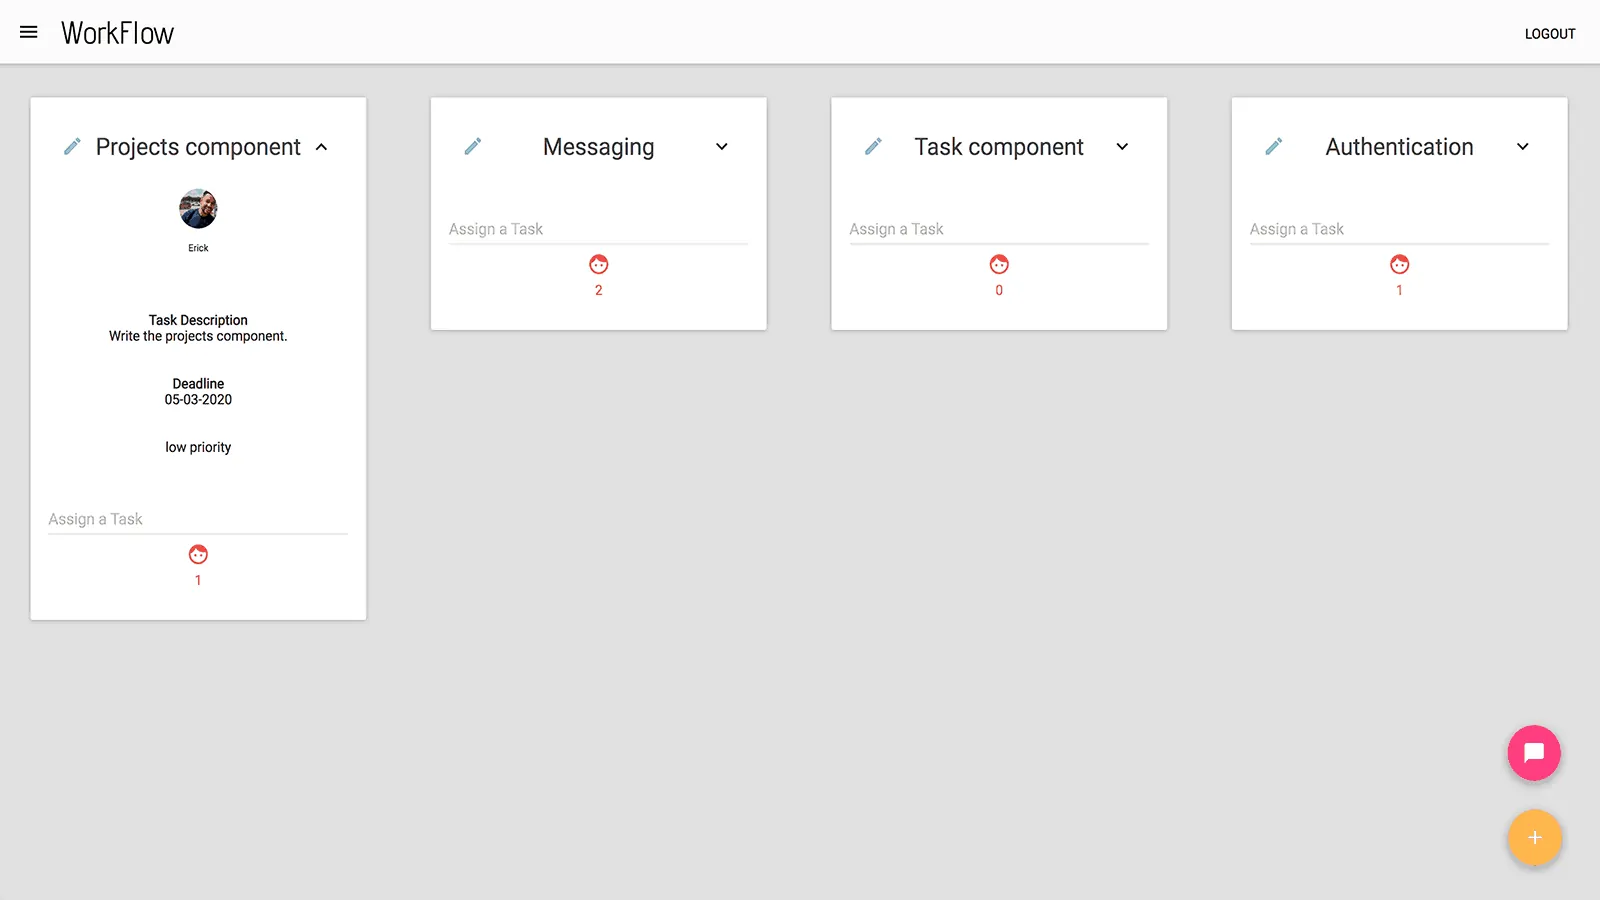 WorkFlow
LOGOUT
Projects component
Erick
Task Description
Write the projects component.
Deadline
05-03-2020
low priority
Assign a Task
1
Messaging
Assign a Task
2
Task component
Assign a Task
0
Authentication
Assign a Task
1